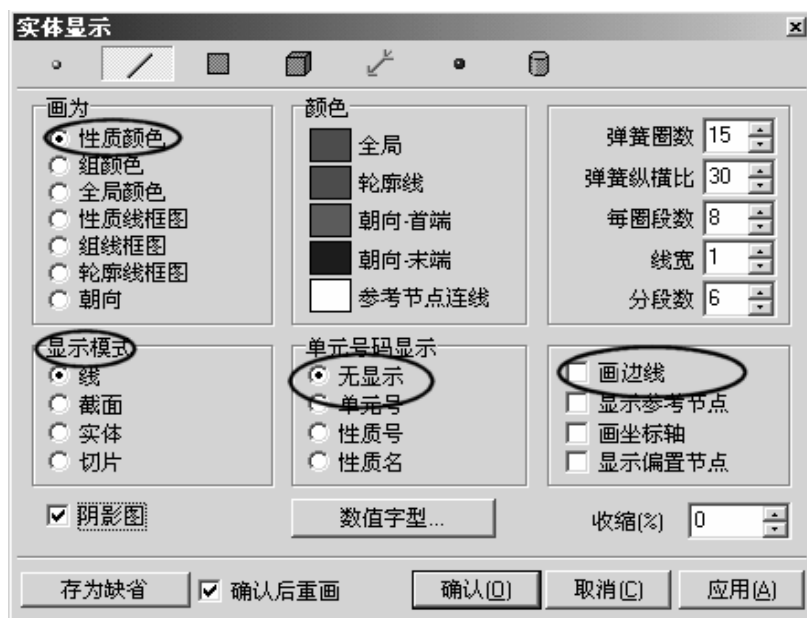 实体显示
画为
性质颜色
组颜色
全局颜色
性质线框图
组线框图
轮廓线框图
朝向
颜色
全局
轮廓线
朝向-首端
朝向-末端
参考节点连线
弹簧圈数 15
弹簧纵横比 30
每圈段数 8
线宽 1
分段数 6
显示模式
线
截面
实体
切片
单元号码显示
无显示
单元号
性质号
性质名
画边线
显示参考节点
画坐标轴
显示偏置节点
阴影图
数值字型...
收缩(%) 0
存为缺省
确认后重画
确认(O)
取消(C)
应用(A)